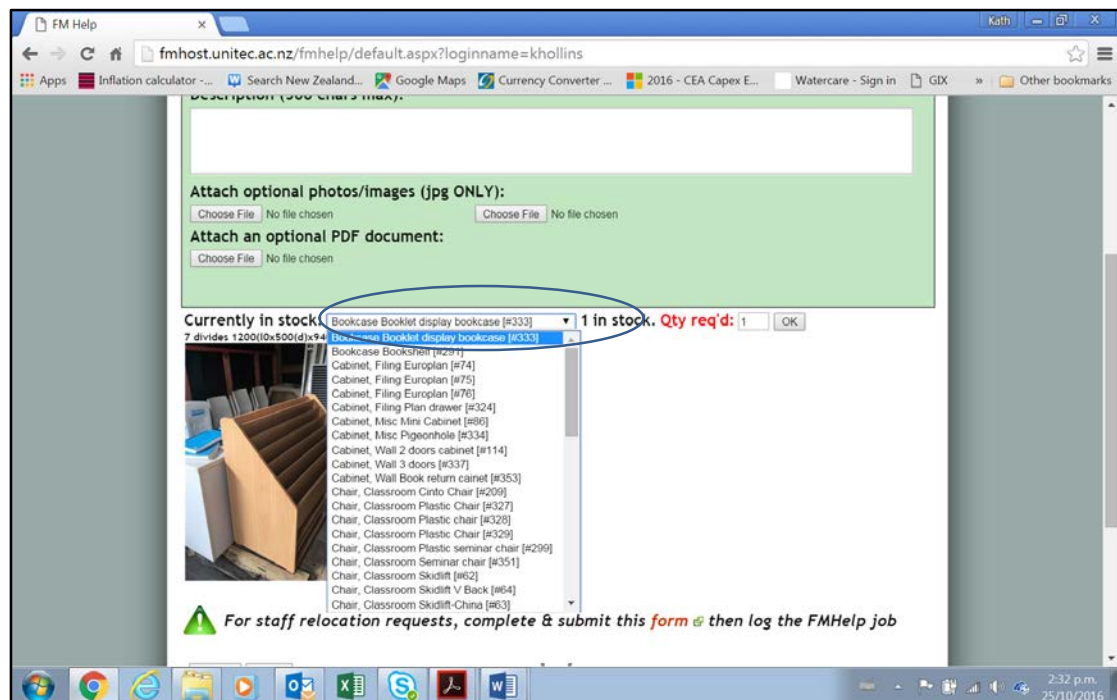 FM Help
Kath
fmhost.unitec.ac.nz/fmhelp/default.aspx?loginname=khollins
Apps Inflation calculator -... Search New Zealand... Google Maps Currency Converter ... 2016 - CEA Capex E... Watercare - Sign in GIX » Other bookmarks
Description (500 chars max):
Attach optional photos/images (jpg ONLY):
Choose File No file chosen Choose File No file chosen
Attach an optional PDF document:
Choose File No file chosen
Currently in stock: Bookcase Booklet display bookcase [#333] 1 in stock. Qty req'd: 1 OK
7 divides 1200(l0x500(d)x94
Bookcase Booklet display bookcase [#333]
Bookcase Bookshelf [#291]
Cabinet, Filing Europlan [#74]
Cabinet, Filing Europlan [#75]
Cabinet, Filing Europlan [#76]
Cabinet, Filing Plan drawer [#324]
Cabinet, Misc Mini Cabinet [#86]
Cabinet, Misc Pigeonhole [#334]
Cabinet, Wall 2 doors cabinet [#114]
Cabinet, Wall 3 doors [#337]
Cabinet, Wall Book return cainet [#353]
Chair, Classroom Cinto Chair [#209]
Chair, Classroom Plastic Chair [#327]
Chair, Classroom Plastic chair [#328]
Chair, Classroom Plastic Chair [#329]
Chair, Classroom Plastic seminar chair [#299]
Chair, Classroom Seminar chair [#351]
Chair, Classroom Skidlift [#62]
Chair, Classroom Skidlift V Back [#64]
Chair, Classroom Skidlift-China [#63]
For staff relocation requests, complete & submit this form then log the FMHelp job
2:32 p.m.
25/10/2016